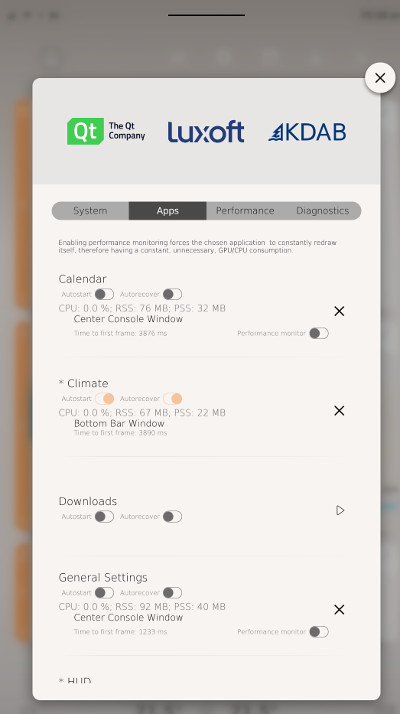 Qt The Qt Company
Luxoft
KDAB
System Apps Performance Diagnostics
Enabling performance monitoring forces the chosen application to constantly redraw
itself, therefore having a constant, unnecessary, GPU/CPU consumption.
Calendar
Autostart Autorecover
CPU: 0.0 %; RSS: 76 MB; PSS: 32 MB
Center Console Window
Time to first frame: 3876 ms Performance monitor
* Climate
Autostart Autorecover
CPU: 0.0 %; RSS: 67 MB; PSS: 22 MB
Bottom Bar Window
Time to first frame: 3890 ms
Downloads
Autostart Autorecover
General Settings
Autostart Autorecover
CPU: 0.0 %; RSS: 92 MB; PSS: 40 MB
Center Console Window
Time to first frame: 1233 ms Performance monitor
* HUD